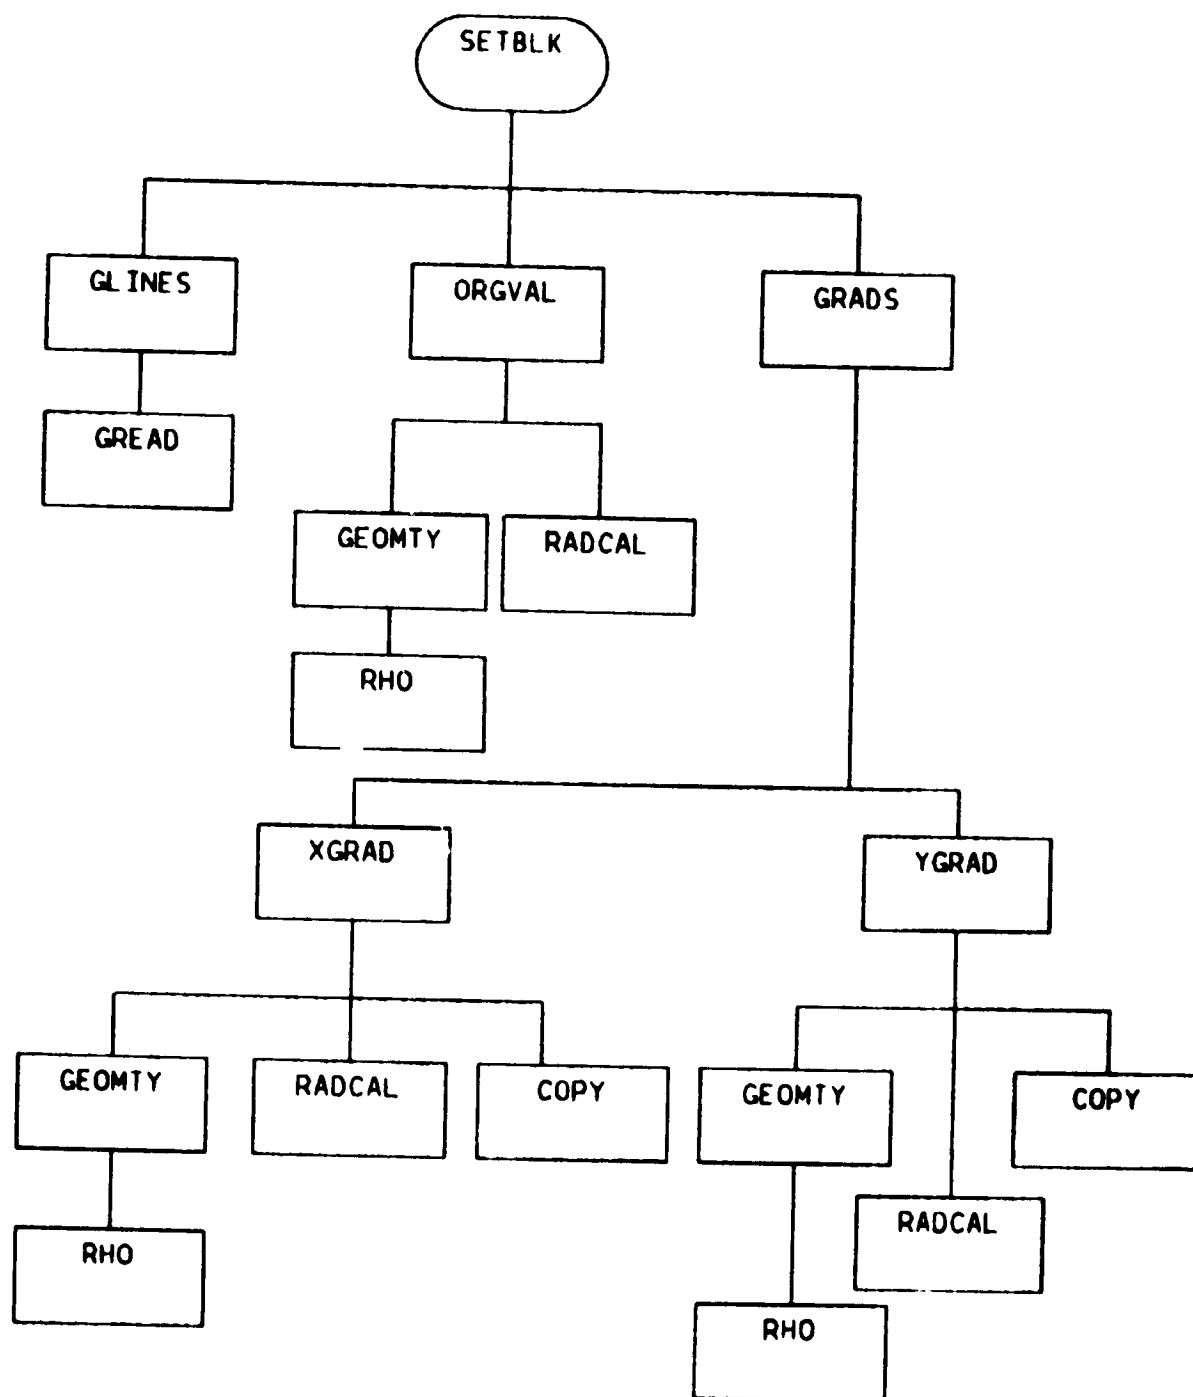 SETBLK
GLINES
ORGVAL
GRADS
GREAD
GEOMTY
RADCAL
RHO
XGRAD
YGRAD
GEOMTY
RADCAL
COPY
GEOMTY
COPY
RADCAL
RHO
RHO